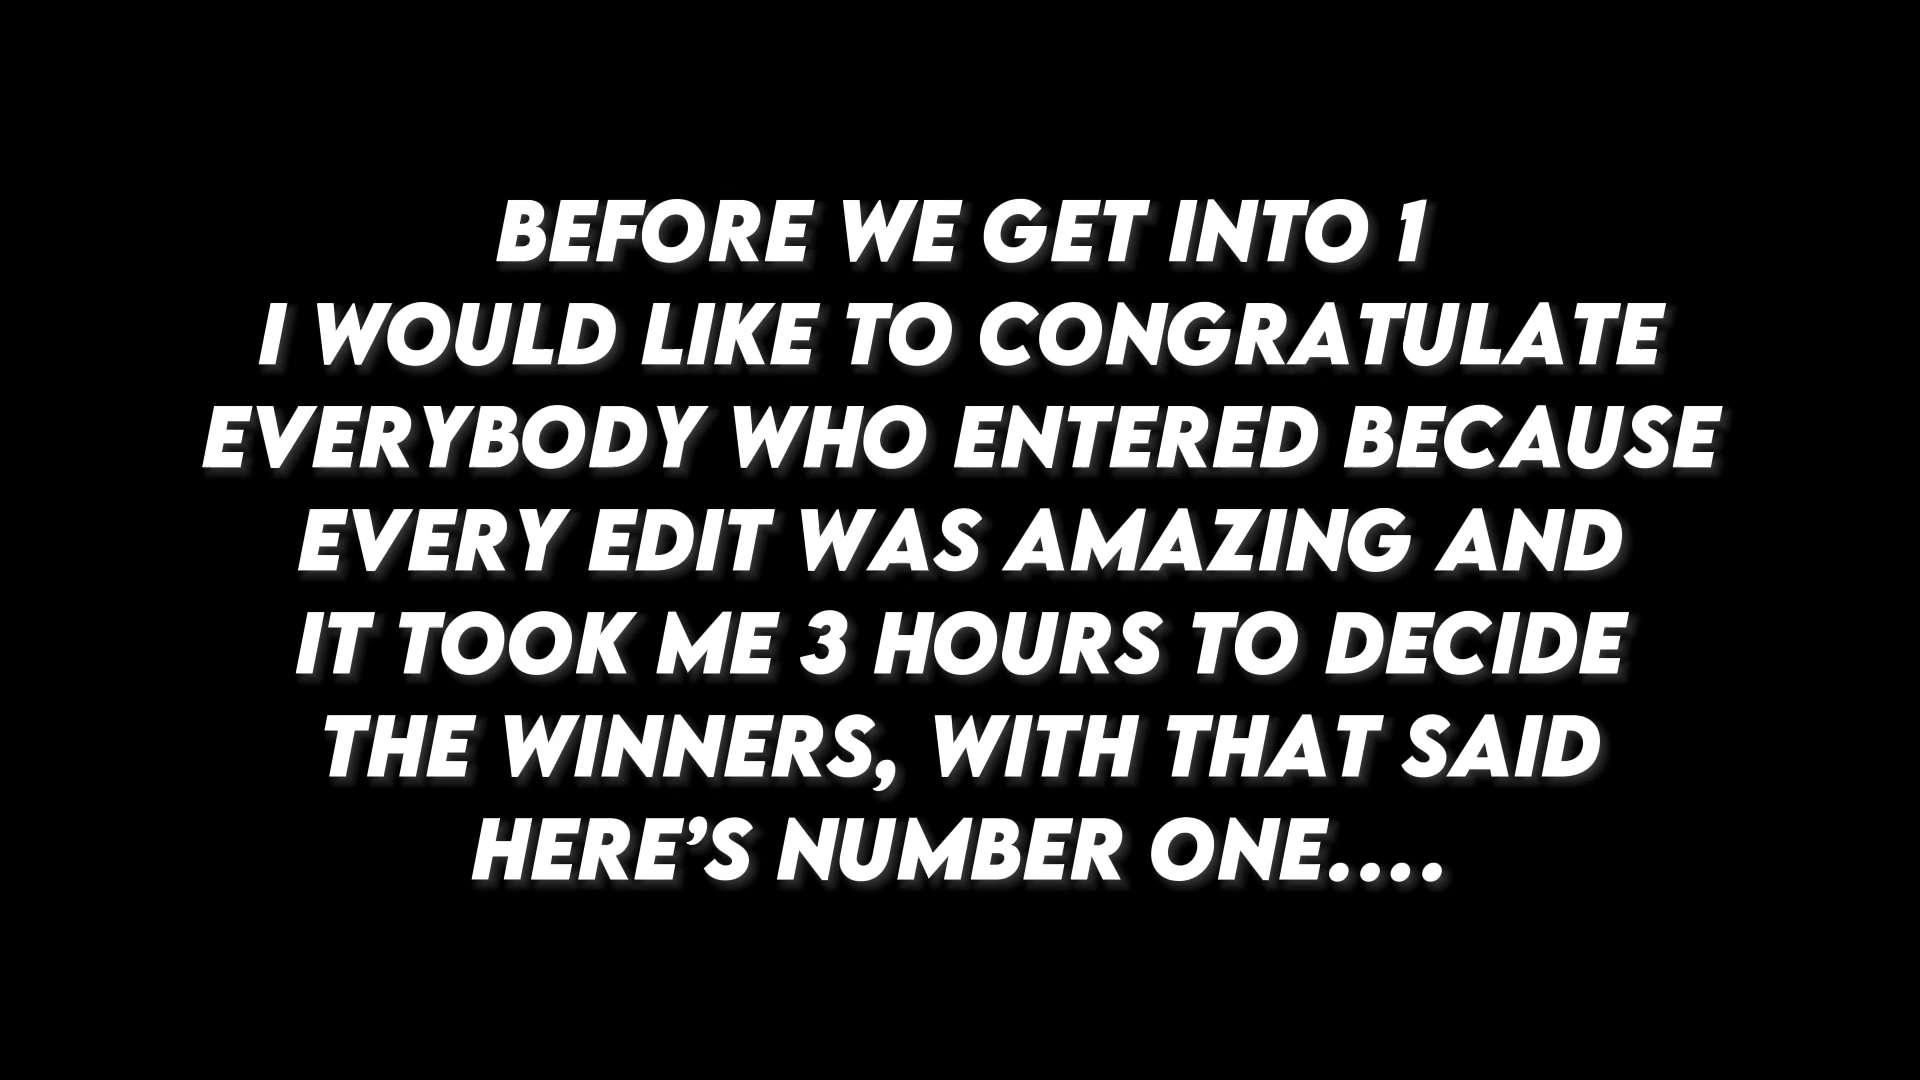 BEFORE WE GET INTO 1
I WOULD LIKE TO CONGRATULATE
EVERYBODY WHO ENTERED BECAUSE
EVERY EDIT WAS AMAZING AND
IT TOOK ME 3 HOURS TO DECIDE
THE WINNERS, WITH THAT SAID
HERE’S NUMBER ONE....